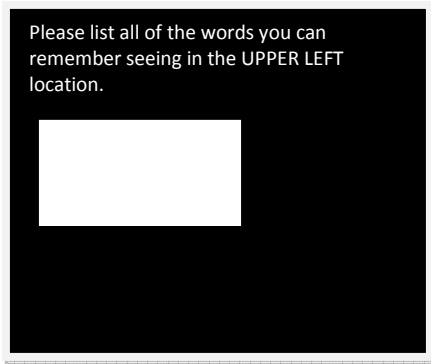 Please list all of the words you can
remember seeing in the UPPER LEFT
location.